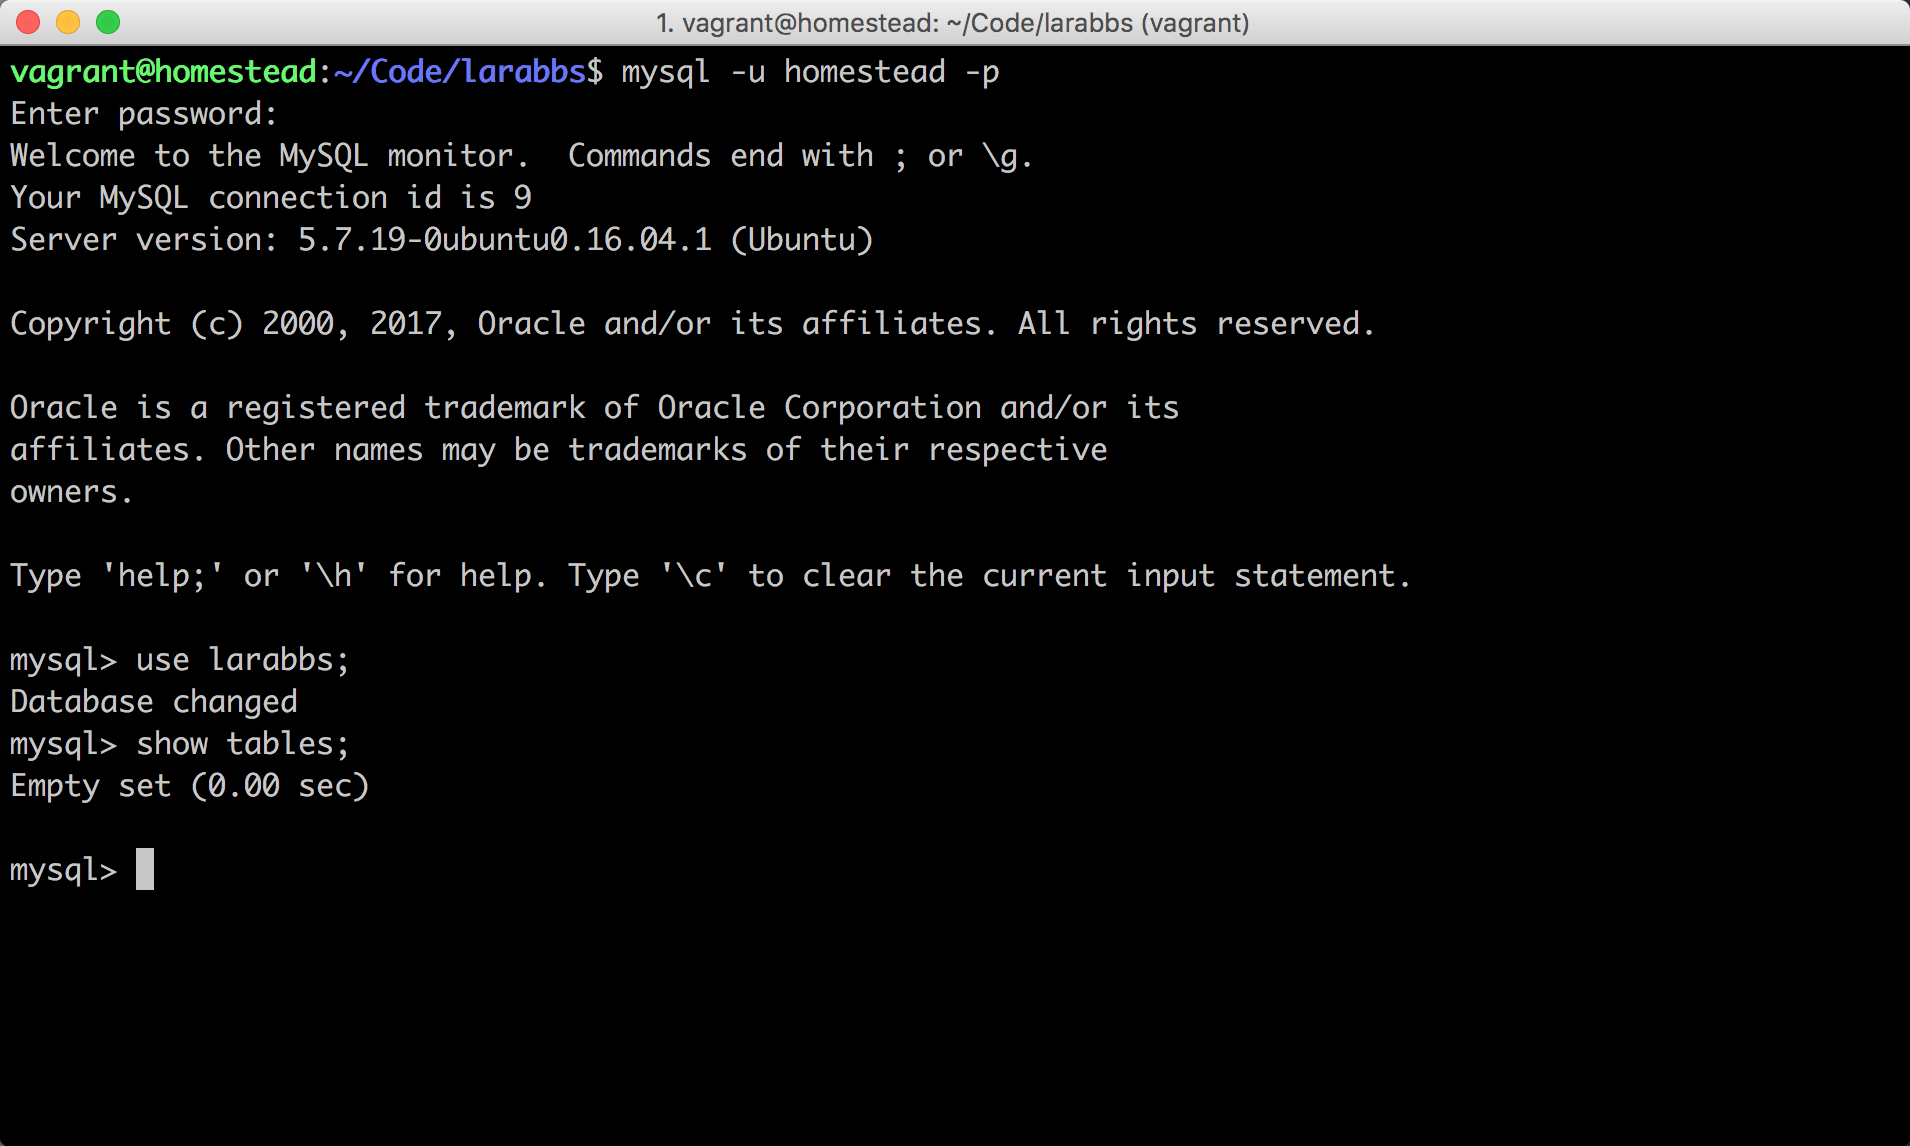 1. vagrant@homestead: ~/Code/larabbs (vagrant)
vagrant@homestead:~/Code/larabbs$ mysql -u homestead -p
Enter password:
Welcome to the MySQL monitor.  Commands end with ; or \g.
Your MySQL connection id is 9
Server version: 5.7.19-0ubuntu0.16.04.1 (Ubuntu)
Copyright (c) 2000, 2017, Oracle and/or its affiliates. All rights reserved.
Oracle is a registered trademark of Oracle Corporation and/or its
affiliates. Other names may be trademarks of their respective
owners.
Type 'help;' or '\h' for help. Type '\c' to clear the current input statement.
mysql> use larabbs;
Database changed
mysql> show tables;
Empty set (0.00 sec)
mysql>